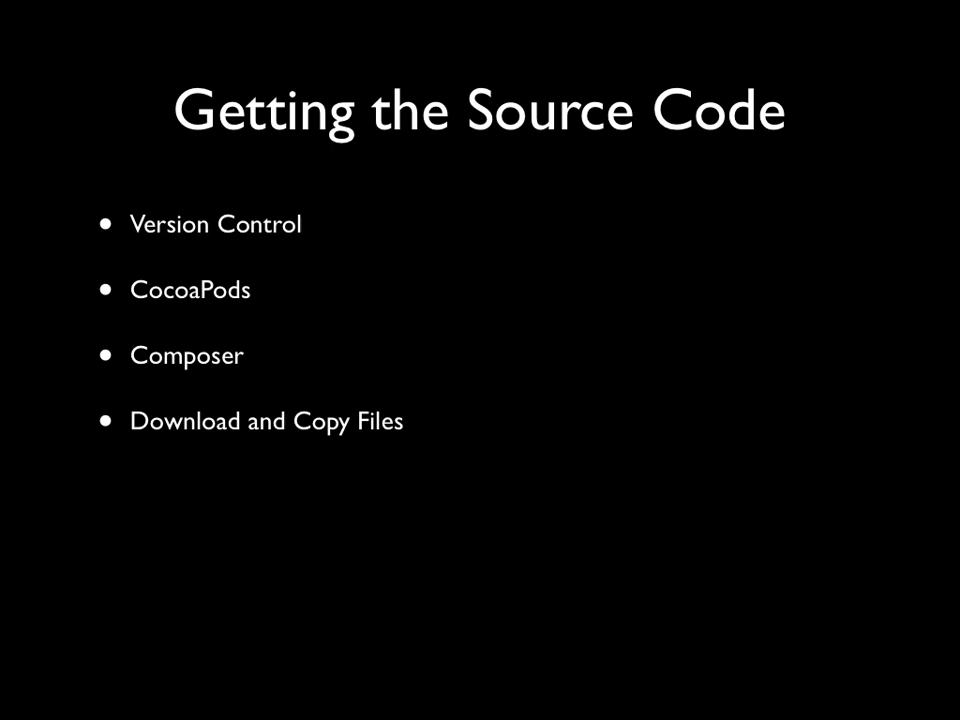 Getting the Source Code
• Version Control
• CocoaPods
• Composer
• Download and Copy Files